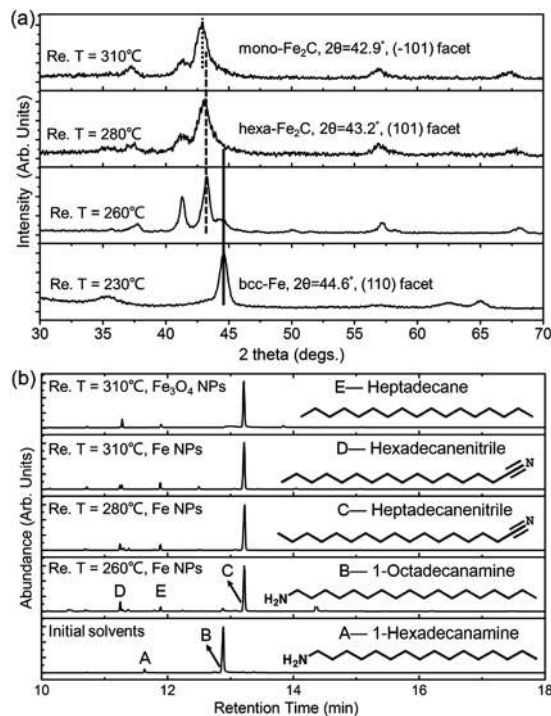 (a)
Re. T = 310℃
mono-Fe₂C, 2θ=42.9°, (-101) facet
Re. T = 280℃
hexa-Fe₂C, 2θ=43.2°, (101) facet
Re. T = 260℃
Re. T = 230℃
bcc-Fe, 2θ=44.6°, (110) facet
Intensity (Arb. Units)
30 35 40 45 50 55 60 65 70
2 theta (degs.)
(b)
Re. T = 310℃, Fe₃O₄ NPs
E— Heptadecane
Re. T = 310℃, Fe NPs
D— Hexadecanenitrile
N
Re. T = 280℃, Fe NPs
C— Heptadecanenitrile
N
Re. T = 260℃ Fe NPs
C
B— 1-Octadecanamine
D E
H₂N
Initial solvents
B
A— 1-Hexadecanamine
A
H₂N
Abundance (Arb. Units)
10 12 14 16 18
Retention Time (min)